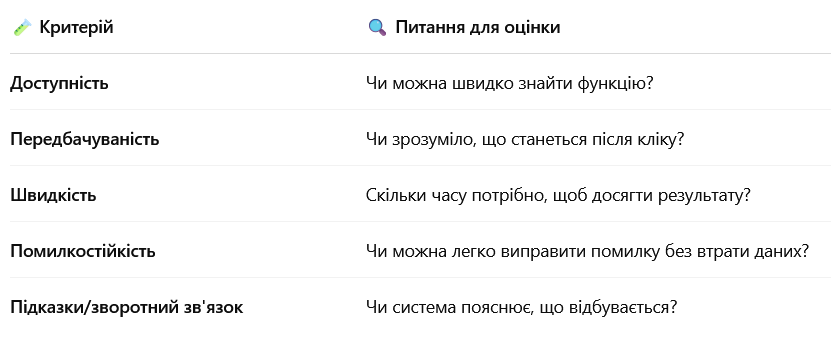 🧪 Критерій 🔍 Питання для оцінки
Доступність Чи можна швидко знайти функцію?
Передбачуваність Чи зрозуміло, що станеться після кліку?
Швидкість Скільки часу потрібно, щоб досягти результату?
Помилкостійкість Чи можна легко виправити помилку без втрати даних?
Підказки/зворотний зв'язок Чи система пояснює, що відбувається?